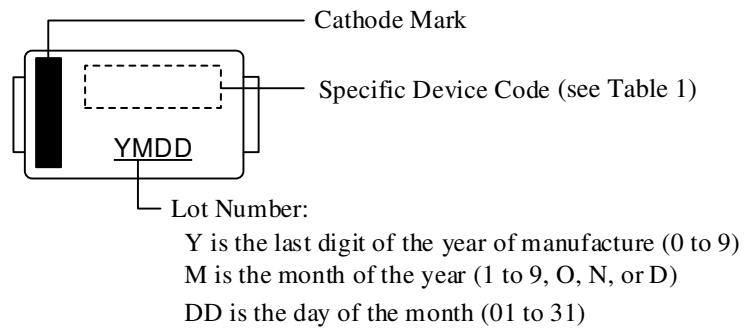 Cathode Mark
Specific Device Code (see Table 1)
YMDD
Lot Number:
Y is the last digit of the year of manufacture (0 to 9)
M is the month of the year (1 to 9, O, N, or D)
DD is the day of the month (01 to 31)